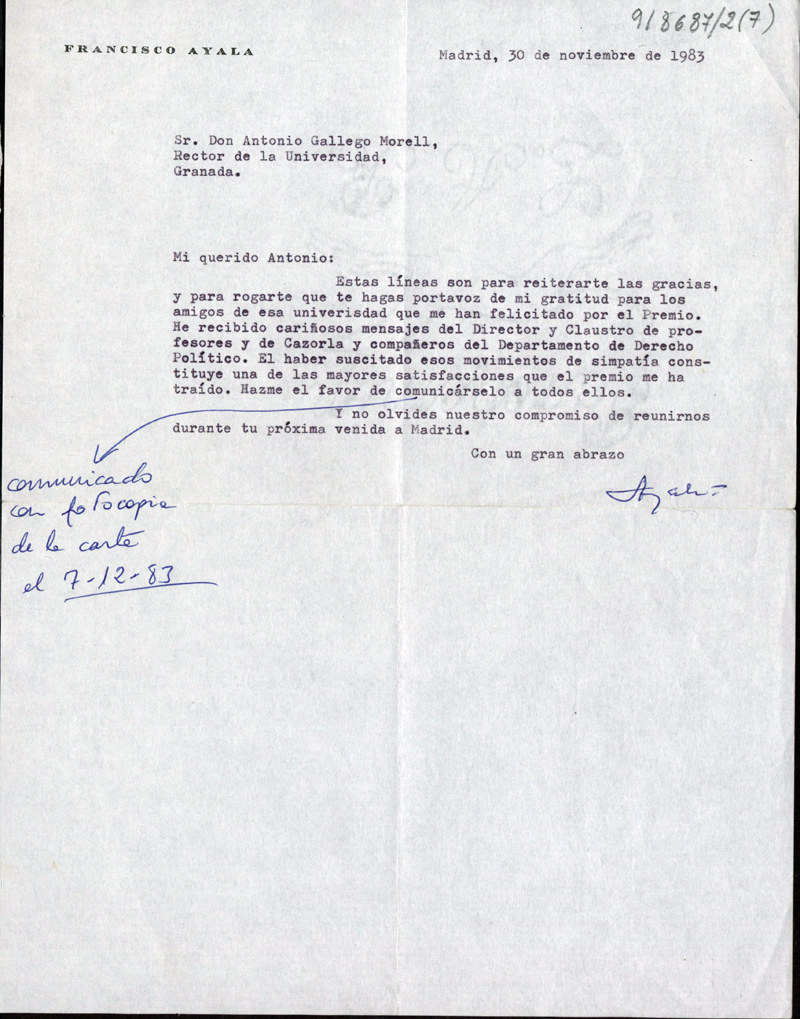 9/8687/2(7)
FRANCISCO AYALA
Madrid, 30 de noviembre de 1983
Sr. Don Antonio Gallego Morell,
Rector de la Universidad,
Granada.
Mi querido Antonio:
Estas líneas son para reiterarte las gracias,
y para rogarte que te hagas portavoz de mi gratitud para los
amigos de esa univerisdad que me han felicitado por el Premio.
He recibido cariñosos mensajes del Director y Claustro de pro-
fesores y de Cazorla y compañeros del Departamento de Derecho
Político. El haber suscitado esos movimientos de simpatía cons-
tituye una de las mayores satisfacciones que el premio me ha
traído. Hazme el favor de comunicárselo a todos ellos.
Y no olvides nuestro compromiso de reunirnos
durante tu próxima venida a Madrid.
Con un gran abrazo
Ayala
comunicado
con fotocopia
de la carta
el 7-12-83